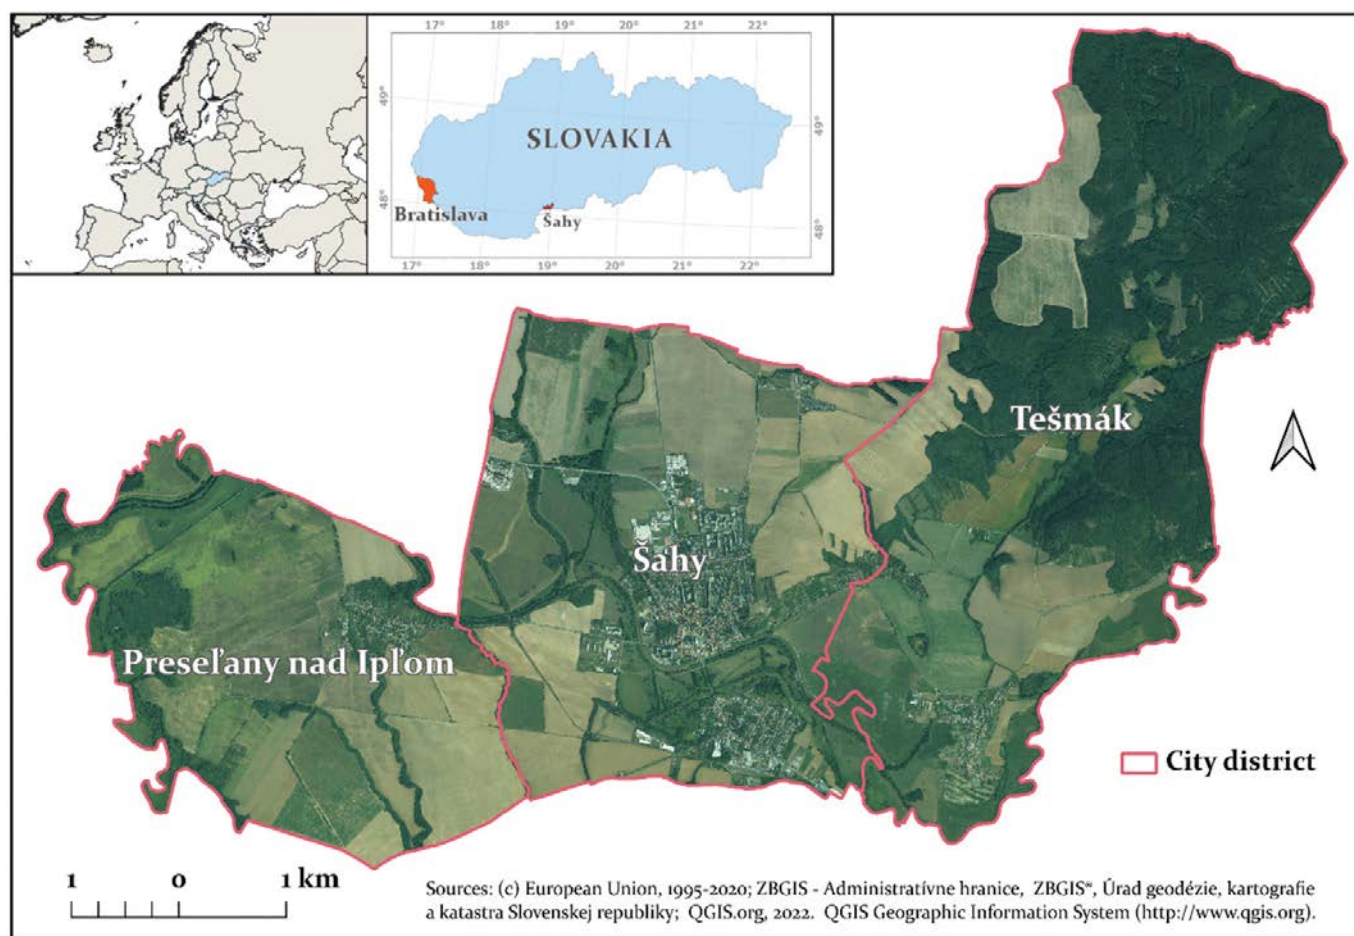 17° 18° 19° 20° 21° 22°
49° 49°
SLOVAKIA
48° 48°
Bratislava
Šahy
17° 18° 19° 20° 21° 22°
Tešmák
Šahy
Preseľany nad Ipľom
City district
1 0 1 km
Sources: (c) European Union, 1995-2020; ZBGIS - Administratívne hranice, ZBGIS®, Úrad geodézie, kartografie
a katastra Slovenskej republiky; QGIS.org, 2022. QGIS Geographic Information System (http://www.qgis.org).